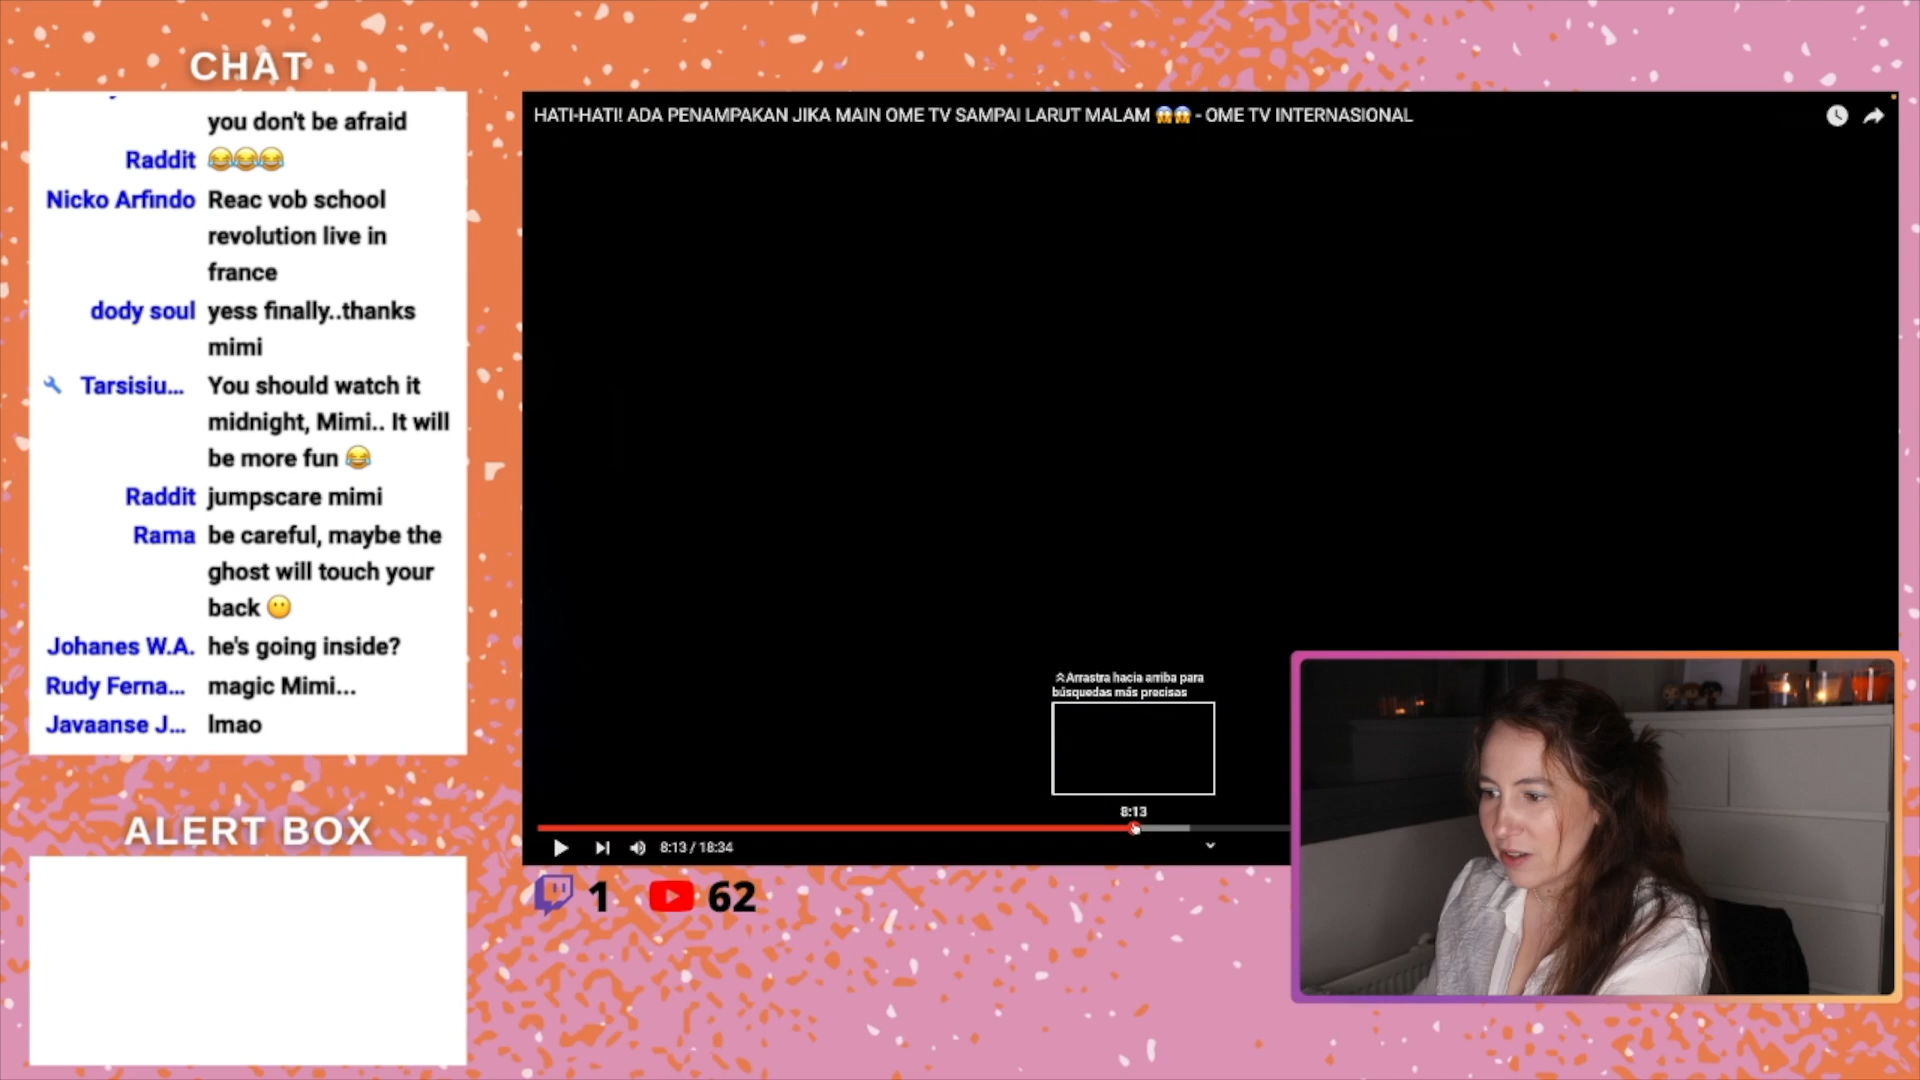 CHAT
you don't be afraid
Raddit 😂😂😂
Nicko Arfindo Reac vob school
revolution live in
france
dody soul yess finally..thanks
mimi
Tarsisiu... You should watch it
midnight, Mimi.. It will
be more fun 😂
Raddit jumpscare mimi
Rama be careful, maybe the
ghost will touch your
back 😶
Johanes W.A. he's going inside?
Rudy Ferna... magic Mimi...
Javaanse J... lmao
ALERT BOX
HATI-HATI! ADA PENAMPAKAN JIKA MAIN OME TV SAMPAI LARUT MALAM 😱😱 - OME TV INTERNASIONAL
Arrastra hacia arriba para
búsquedas más precisas
8:13
8:13 / 18:34
1 62